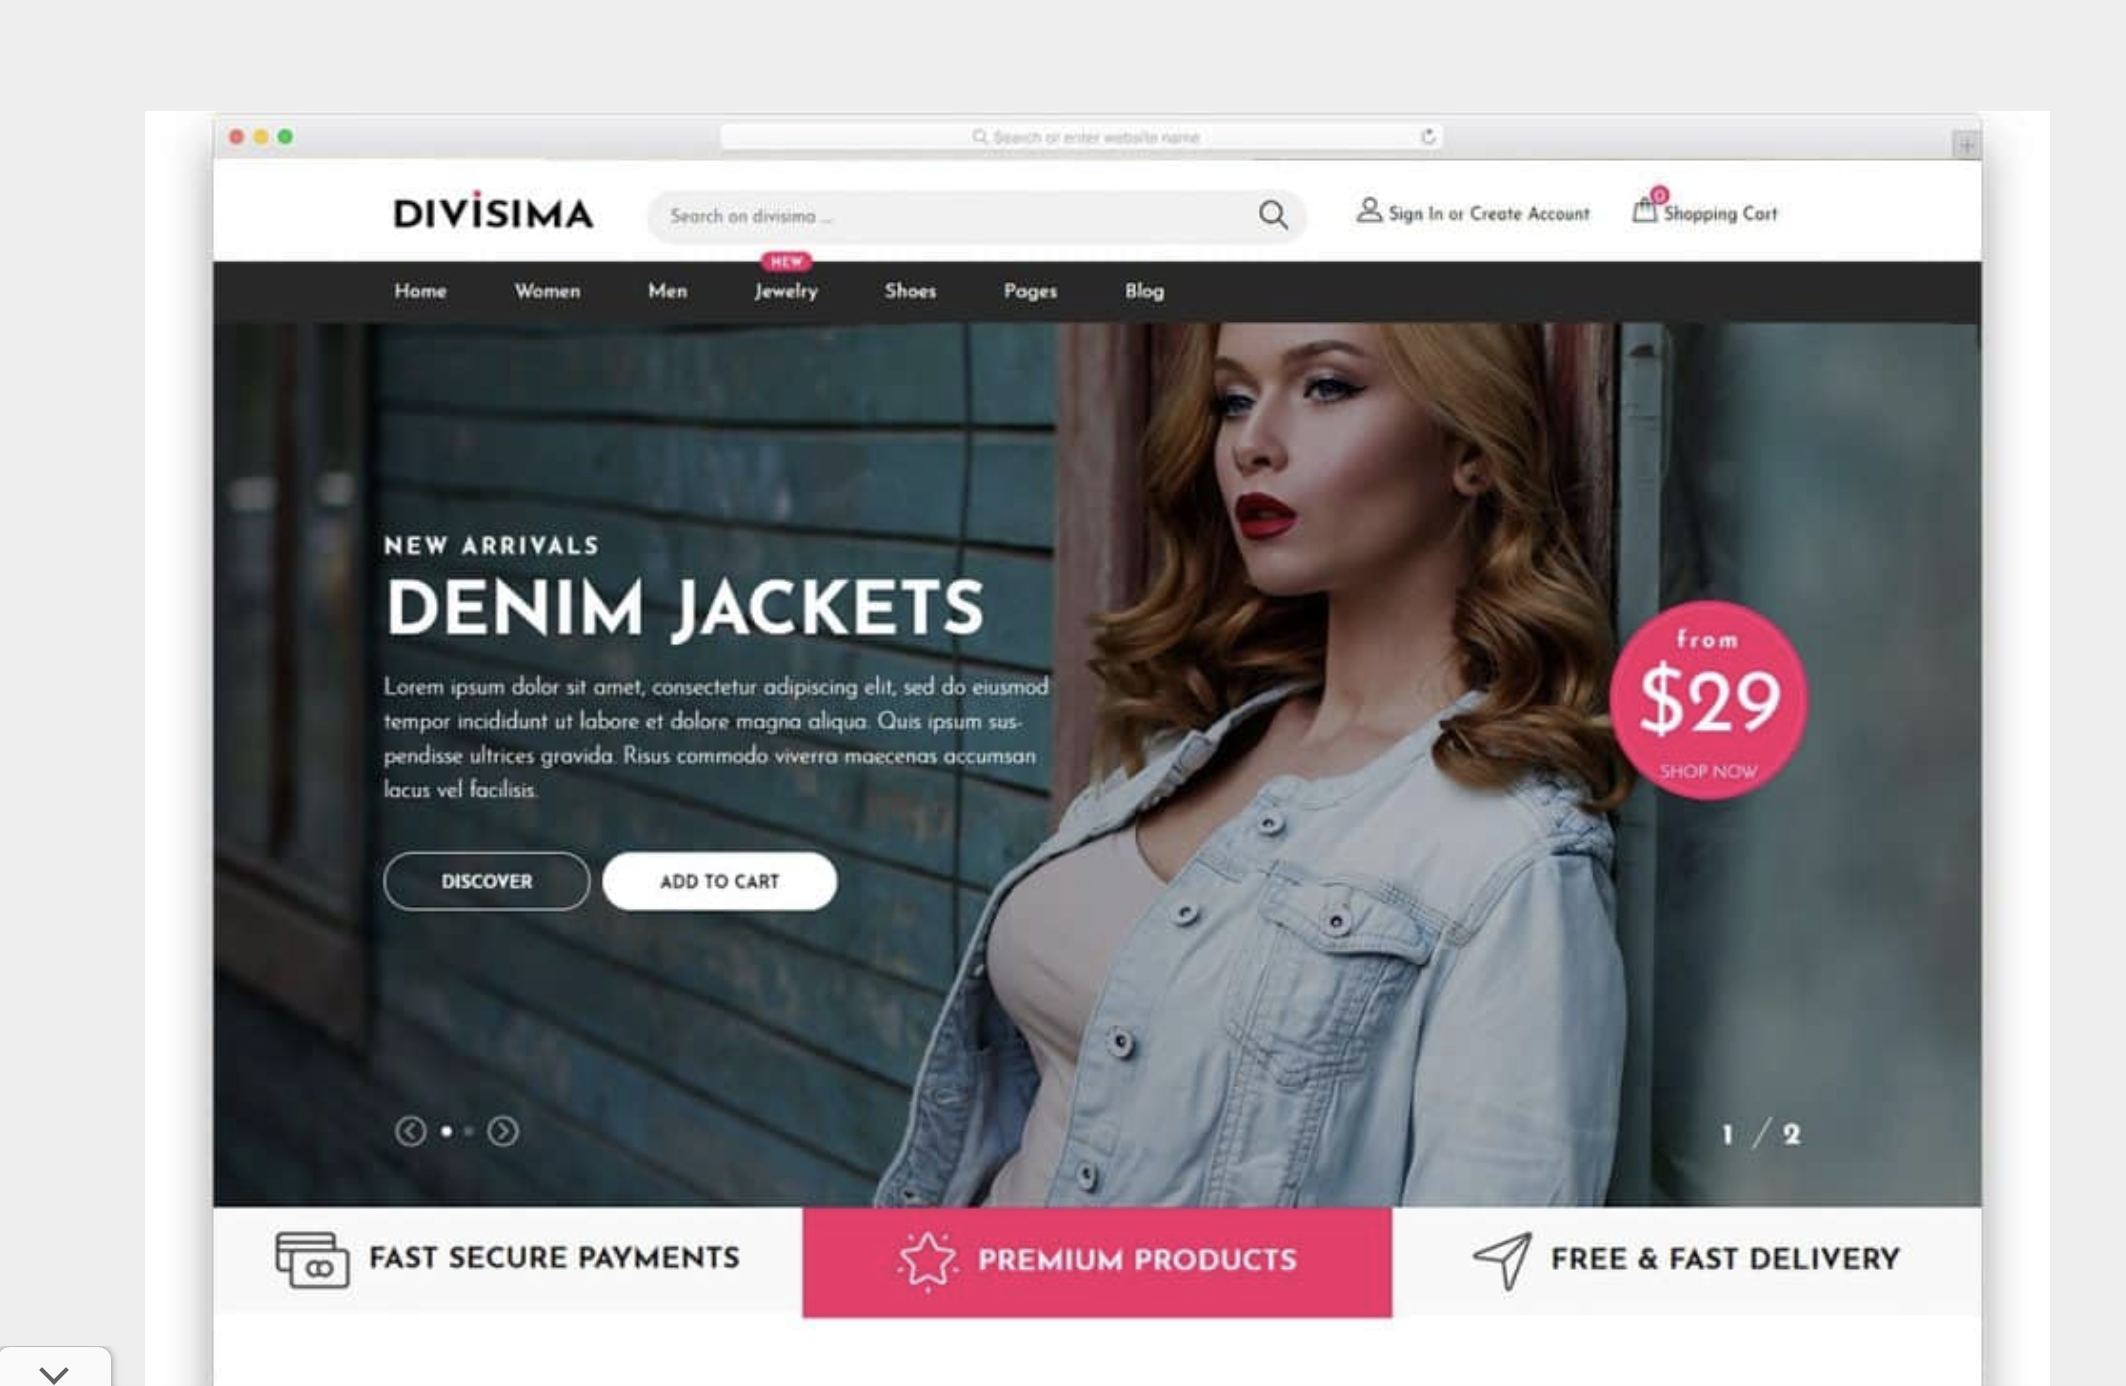 Search or enter website name
DIVISIMA
Search on divisima ...
Sign In or Create Account
0
Shopping Cart
NEW
Home Women Men Jewelry Shoes Pages Blog
NEW ARRIVALS
DENIM JACKETS
Lorem ipsum dolor sit amet, consectetur adipiscing elit, sed do eiusmod
tempor incididunt ut labore et dolore magna aliqua. Quis ipsum sus-
pendisse ultrices gravida. Risus commodo viverra maecenas accumsan
lacus vel facilisis.
from
$29
SHOP NOW
DISCOVER ADD TO CART
1 / 2
FAST SECURE PAYMENTS PREMIUM PRODUCTS FREE & FAST DELIVERY